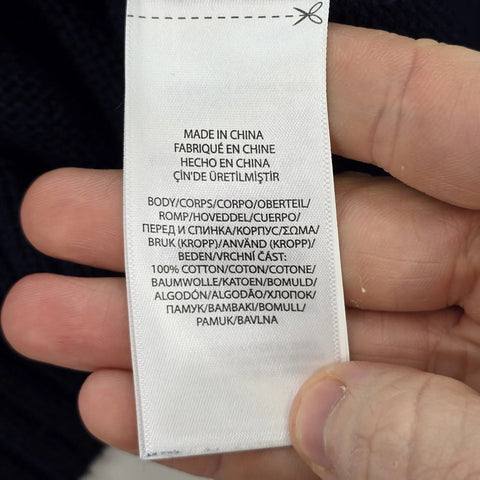 MADE IN CHINA
FABRIQUÉ EN CHINE
HECHO EN CHINA
ÇİN'DE ÜRETİLMİŞTİR
BODY/CORPS/CORPO/OBERTEIL/
ROMP/HOVEDDEL/CUERPO/
ПЕРЕД И СПИНКА/КОРПУС/ΣΩΜΑ/
BRUK (KROPP)/ANVÄND (KROPP)/
BEDEN/VRCHNÍ ČÁST:
100% COTTON/COTON/COTONE/
BAUMWOLLE/KATOEN/BOMULD/
ALGODÓN/ALGODÃO/ХЛОПОК/
ПАМУК/ΒΑΜΒΑΚΙ/BOMULL/
PAMUK/BAVLNA